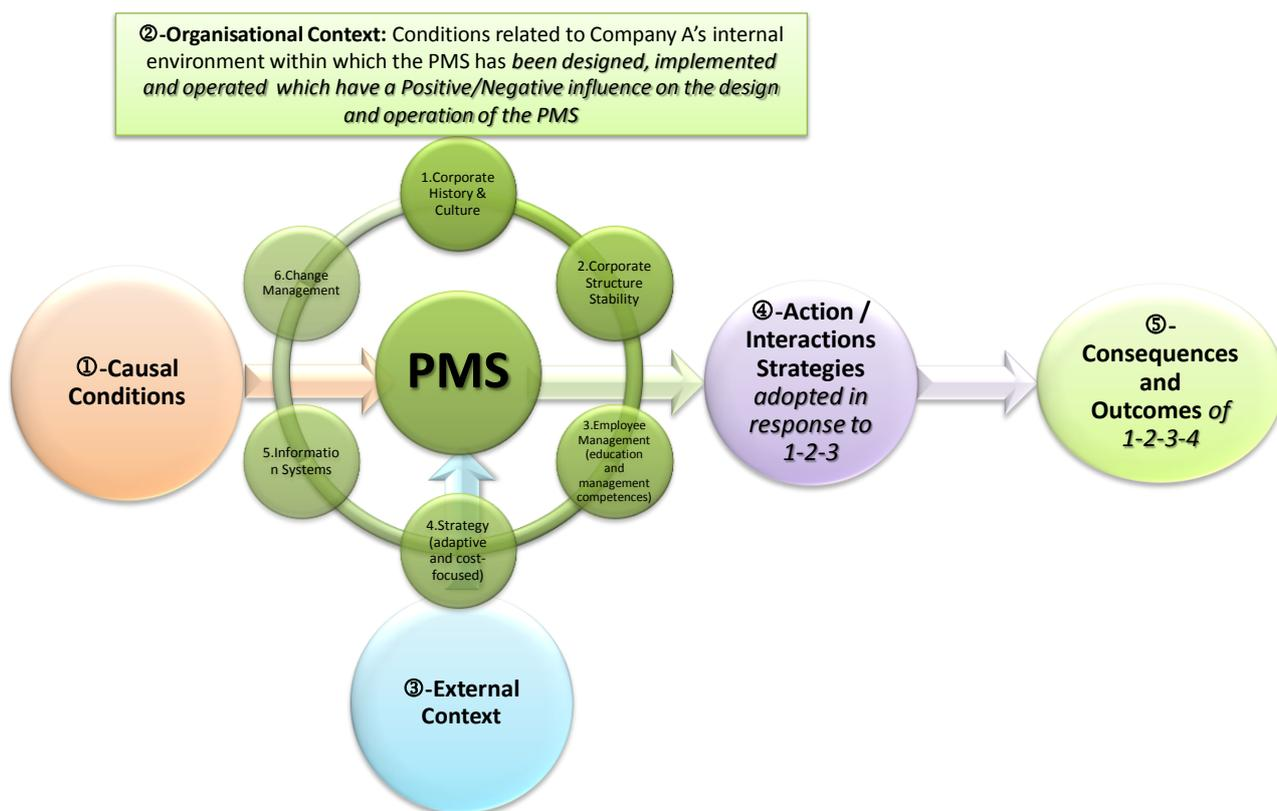 ②-Organisational Context: Conditions related to Company A's internal
environment within which the PMS has been designed, implemented
and operated which have a Positive/Negative influence on the design
and operation of the PMS
1.Corporate
History &
Culture
2.Corporate
Structure
Stability
3.Employee
Management
(education
and
management
competences)
4.Strategy
(adaptive
and cost-
focused)
5.Informatio
n Systems
6.Change
Management
PMS
①-Causal
Conditions
③-External
Context
④-Action /
Interactions
Strategies
adopted in
response to
1-2-3
⑤-
Consequences
and
Outcomes of
1-2-3-4